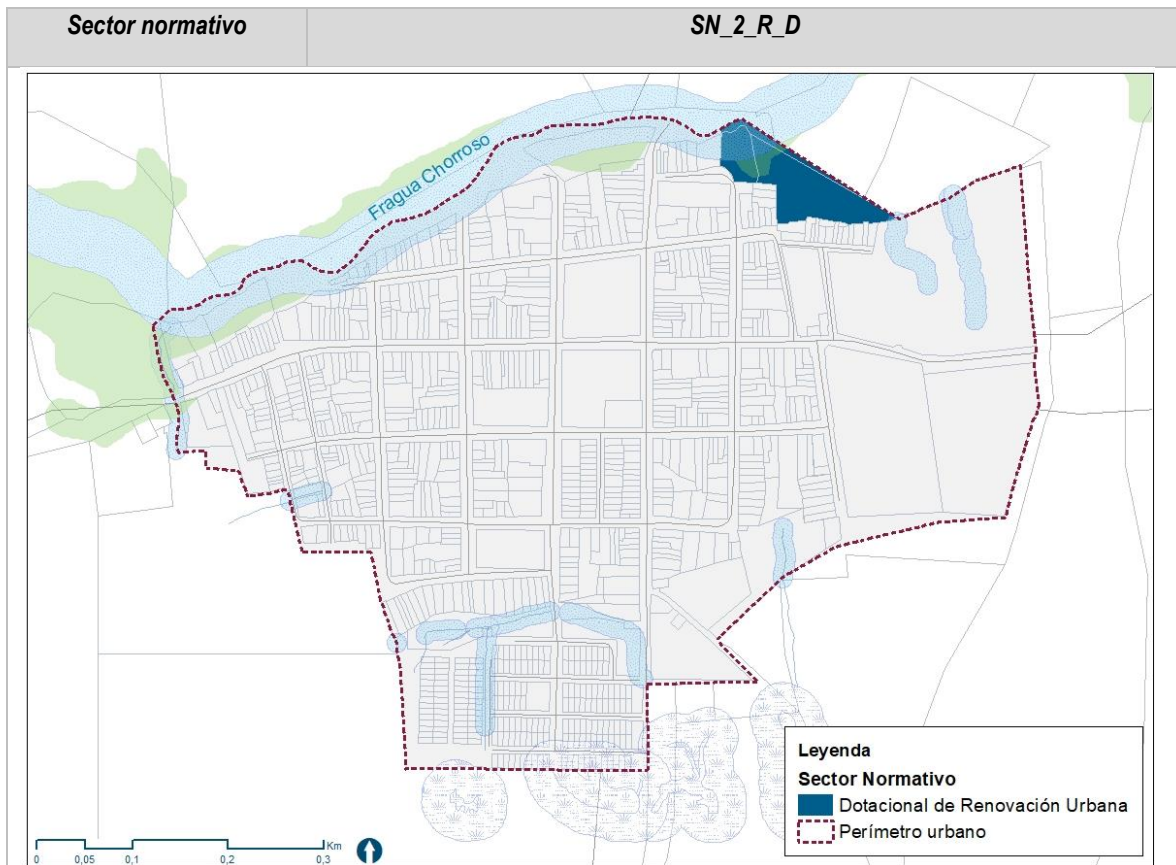 Sector normativo SN_2_R_D
Fragua Chorroso
Leyenda
Sector Normativo
Dotacional de Renovación Urbana
Perímetro urbano
Km
0 0,05 0,1 0,2 0,3